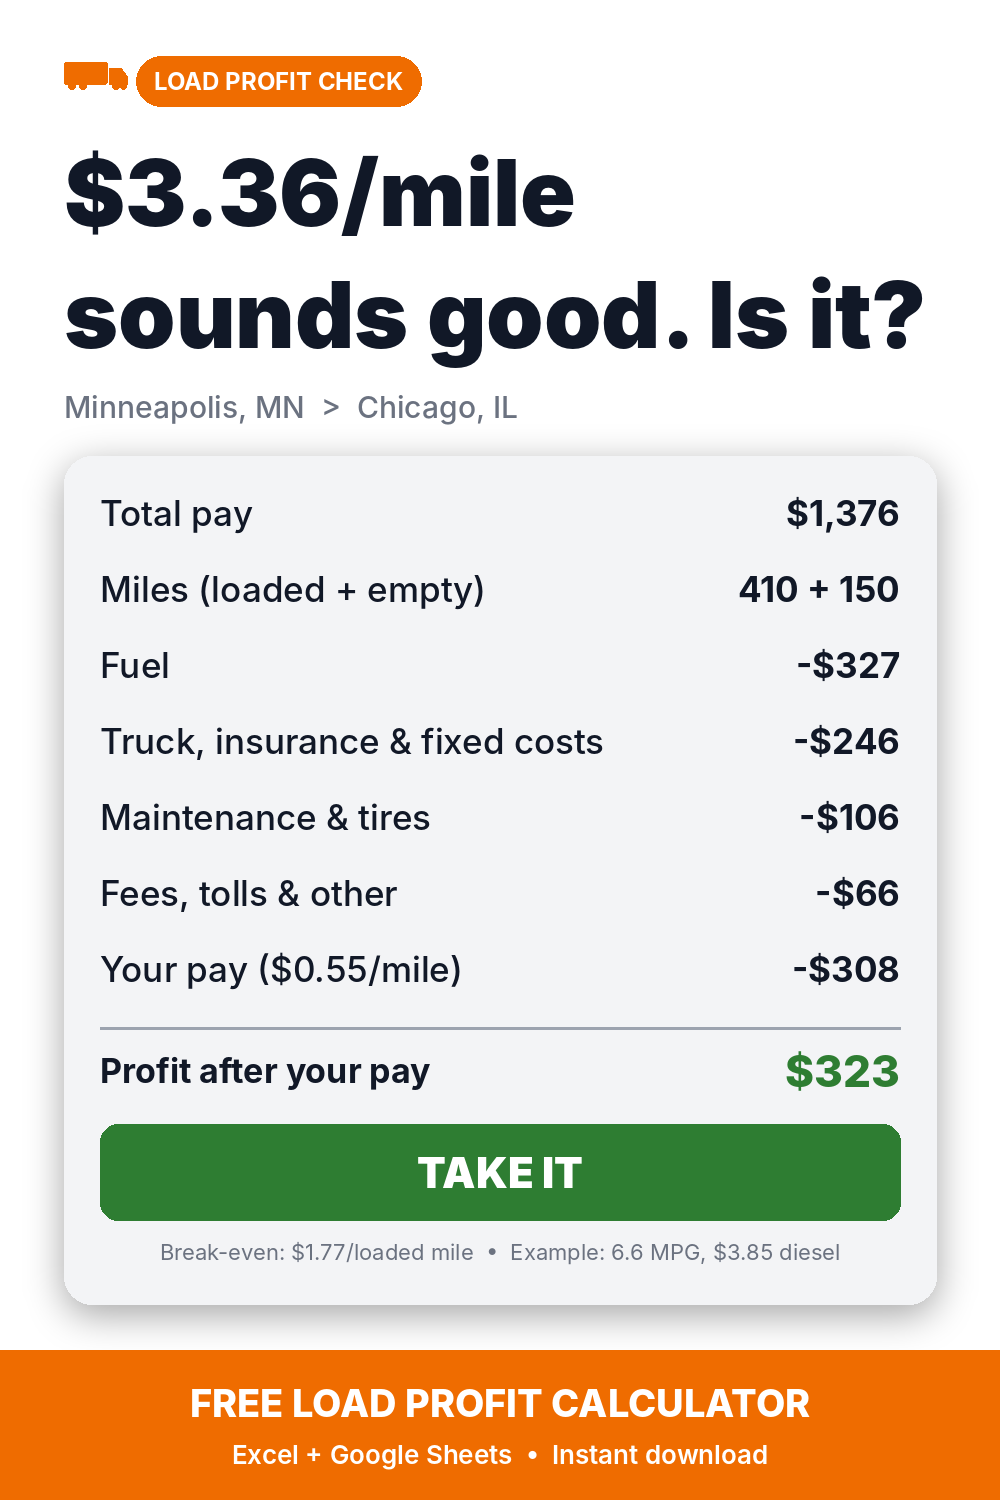 LOAD PROFIT CHECK
$3.36/mile
sounds good. Is it?
Minneapolis, MN > Chicago, IL
Total pay $1,376
Miles (loaded + empty) 410 + 150
Fuel -$327
Truck, insurance & fixed costs -$246
Maintenance & tires -$106
Fees, tolls & other -$66
Your pay ($0.55/mile) -$308
Profit after your pay $323
TAKE IT
Break-even: $1.77/loaded mile • Example: 6.6 MPG, $3.85 diesel
FREE LOAD PROFIT CALCULATOR
Excel + Google Sheets • Instant download